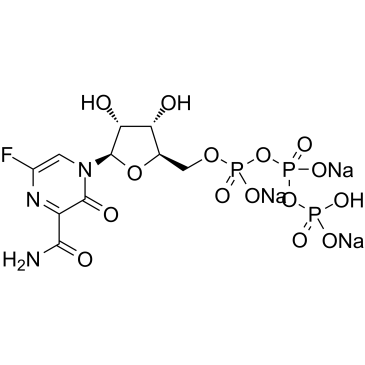 HO OH
F N O O O O
P P ONa
N O O O ONa O
P OH
O ONa
H2N O